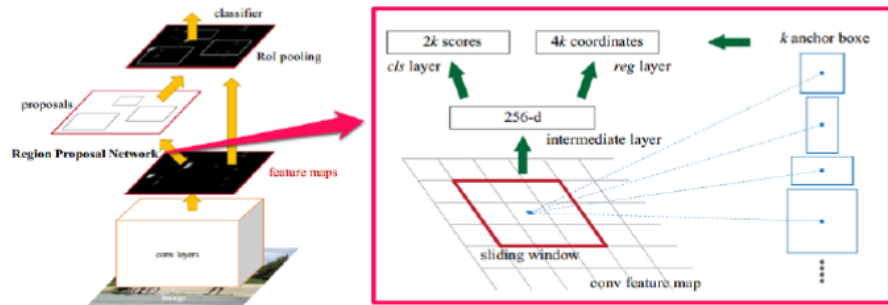 classifier
RoI pooling
proposals
Region Proposal Network
feature maps
conv layers
image
2k scores
4k coordinates
k anchor boxe
cls layer
reg layer
256-d
intermediate layer
sliding window
conv feature map